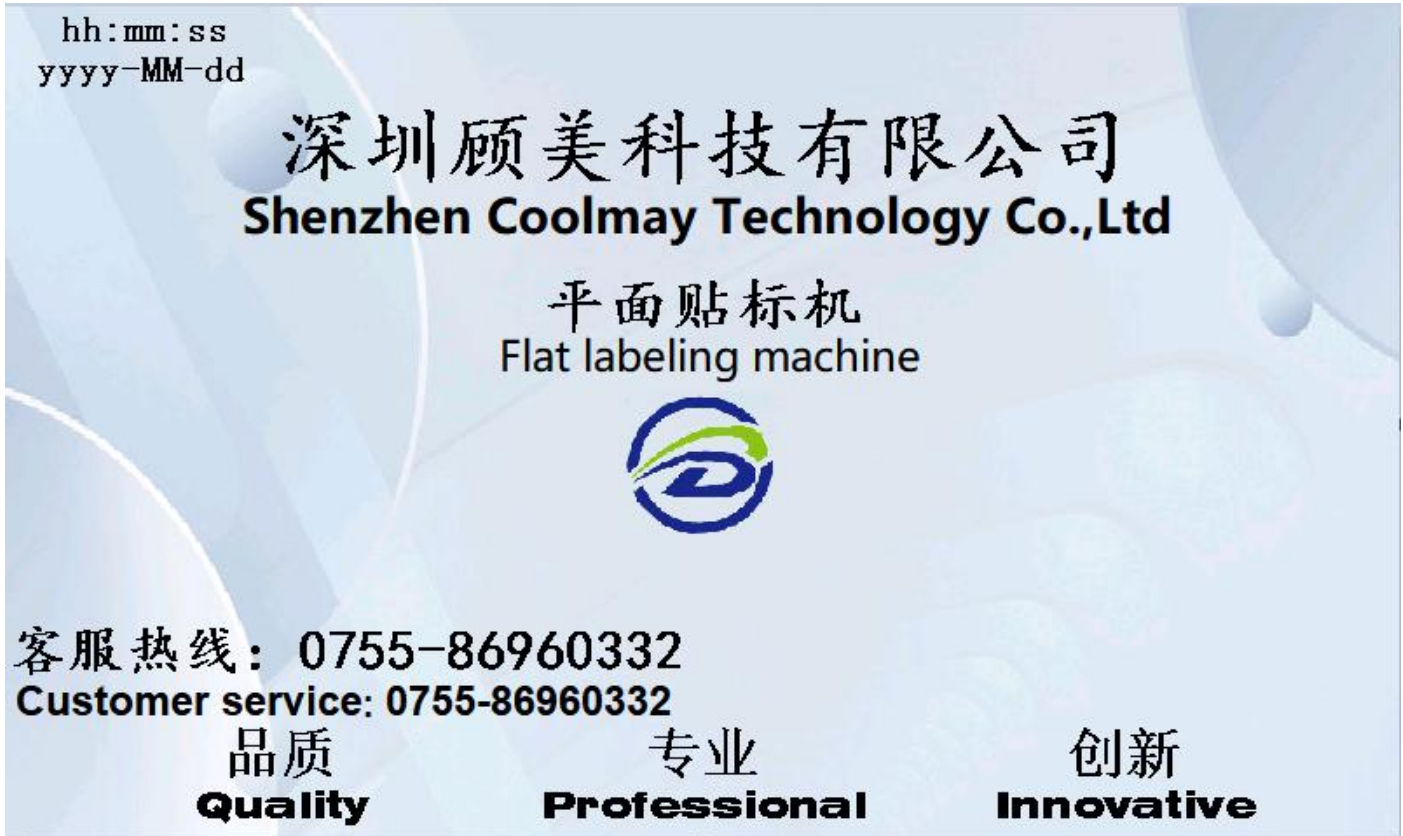 hh:mm:ss
yyyy-MM-dd
深圳顾美科技有限公司
Shenzhen Coolmay Technology Co.,Ltd
平面贴标机
Flat labeling machine
D
客服热线：0755-86960332
Customer service: 0755-86960332
品质 专业 创新
Quality Professional Innovative